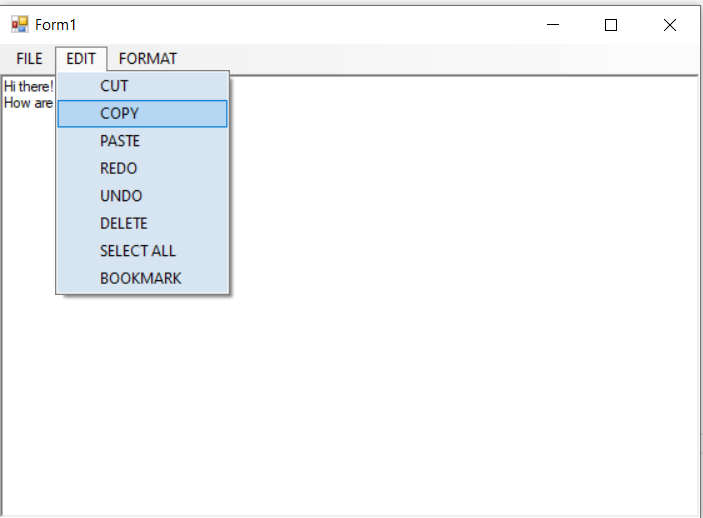 Form1
FILE EDIT FORMAT
Hi there!
How are
CUT
COPY
PASTE
REDO
UNDO
DELETE
SELECT ALL
BOOKMARK